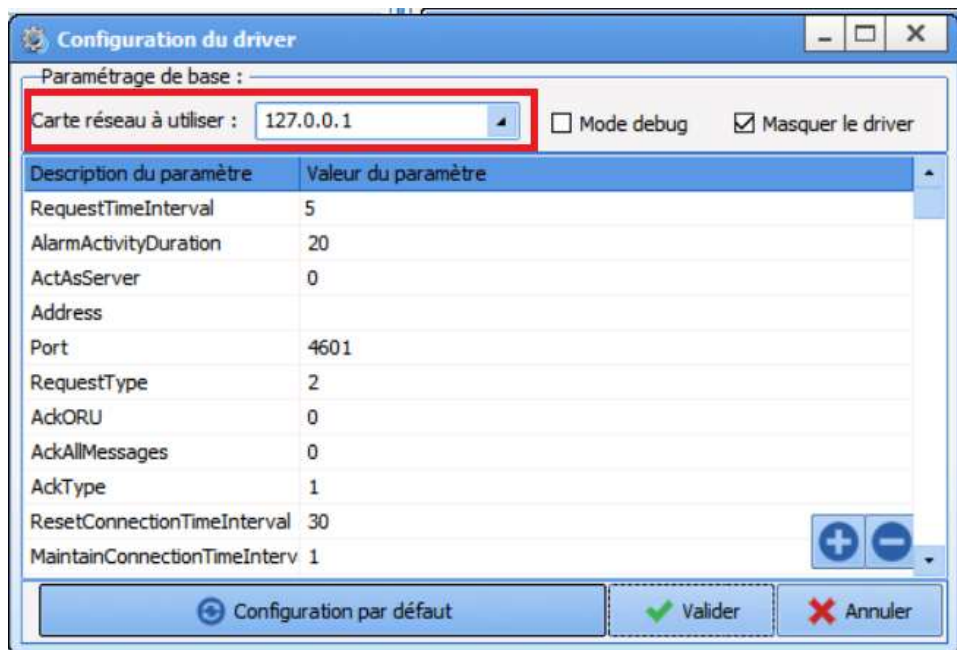 Configuration du driver
Paramétrage de base :
Carte réseau à utiliser : 127.0.0.1 Mode debug Masquer le driver
Description du paramètre Valeur du paramètre
RequestTimeInterval 5
AlarmActivityDuration 20
ActAsServer 0
Address
Port 4601
RequestType 2
AckORU 0
AckAllMessages 0
AckType 1
ResetConnectionTimeInterval 30
MaintainConnectionTimeInterv 1
Configuration par défaut Valider Annuler